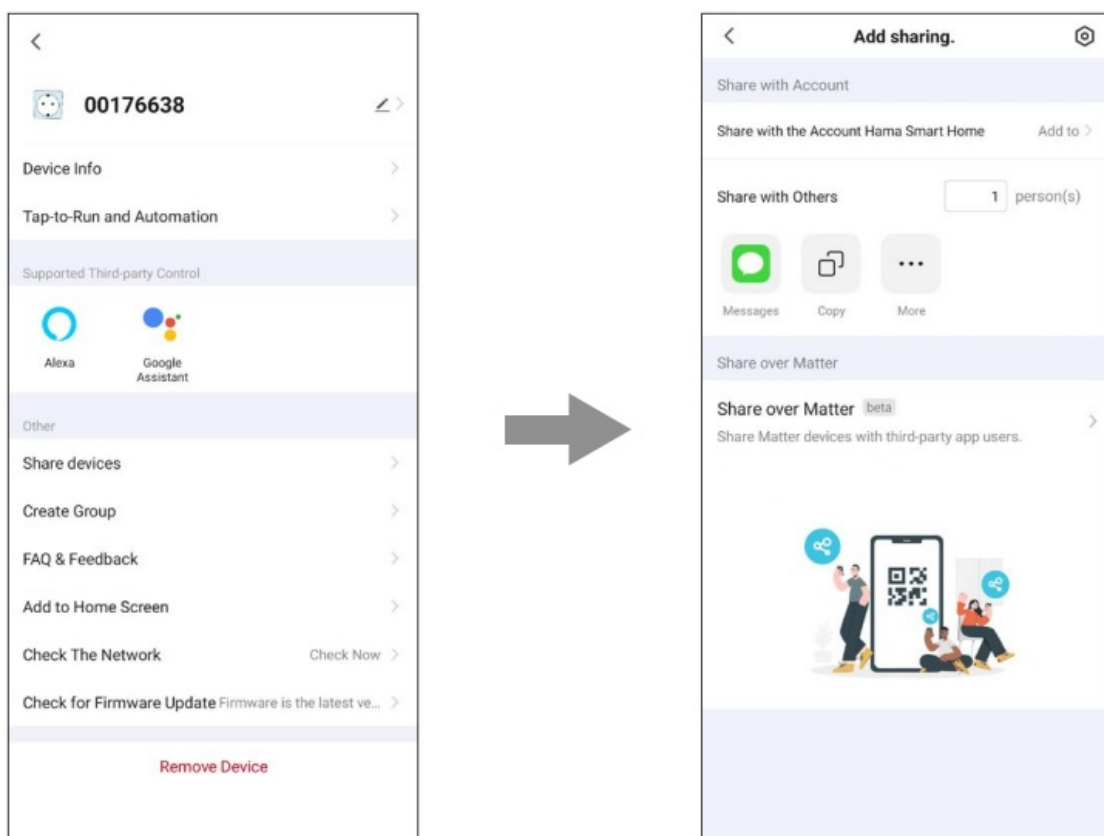 00176638
Device Info
Tap-to-Run and Automation
Supported Third-party Control
Alexa
Google
Assistant
Other
Share devices
Create Group
FAQ & Feedback
Add to Home Screen
Check The Network Check Now
Check for Firmware Update Firmware is the latest ve...
Remove Device
Add sharing.
Share with Account
Share with the Account Hama Smart Home Add to
Share with Others 1 person(s)
Messages Copy More
Share over Matter
Share over Matter beta
Share Matter devices with third-party app users.